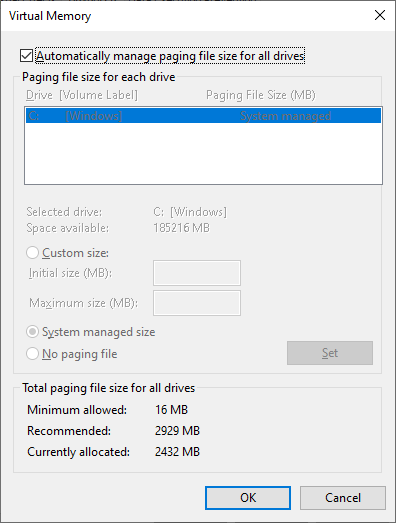 Virtual Memory
Automatically manage paging file size for all drives
Paging file size for each drive
Drive [Volume Label] Paging File Size (MB)
C: [Windows] System managed
Selected drive: C: [Windows]
Space available: 185216 MB
Custom size:
Initial size (MB):
Maximum size (MB):
System managed size
No paging file Set
Total paging file size for all drives
Minimum allowed: 16 MB
Recommended: 2929 MB
Currently allocated: 2432 MB
OK Cancel